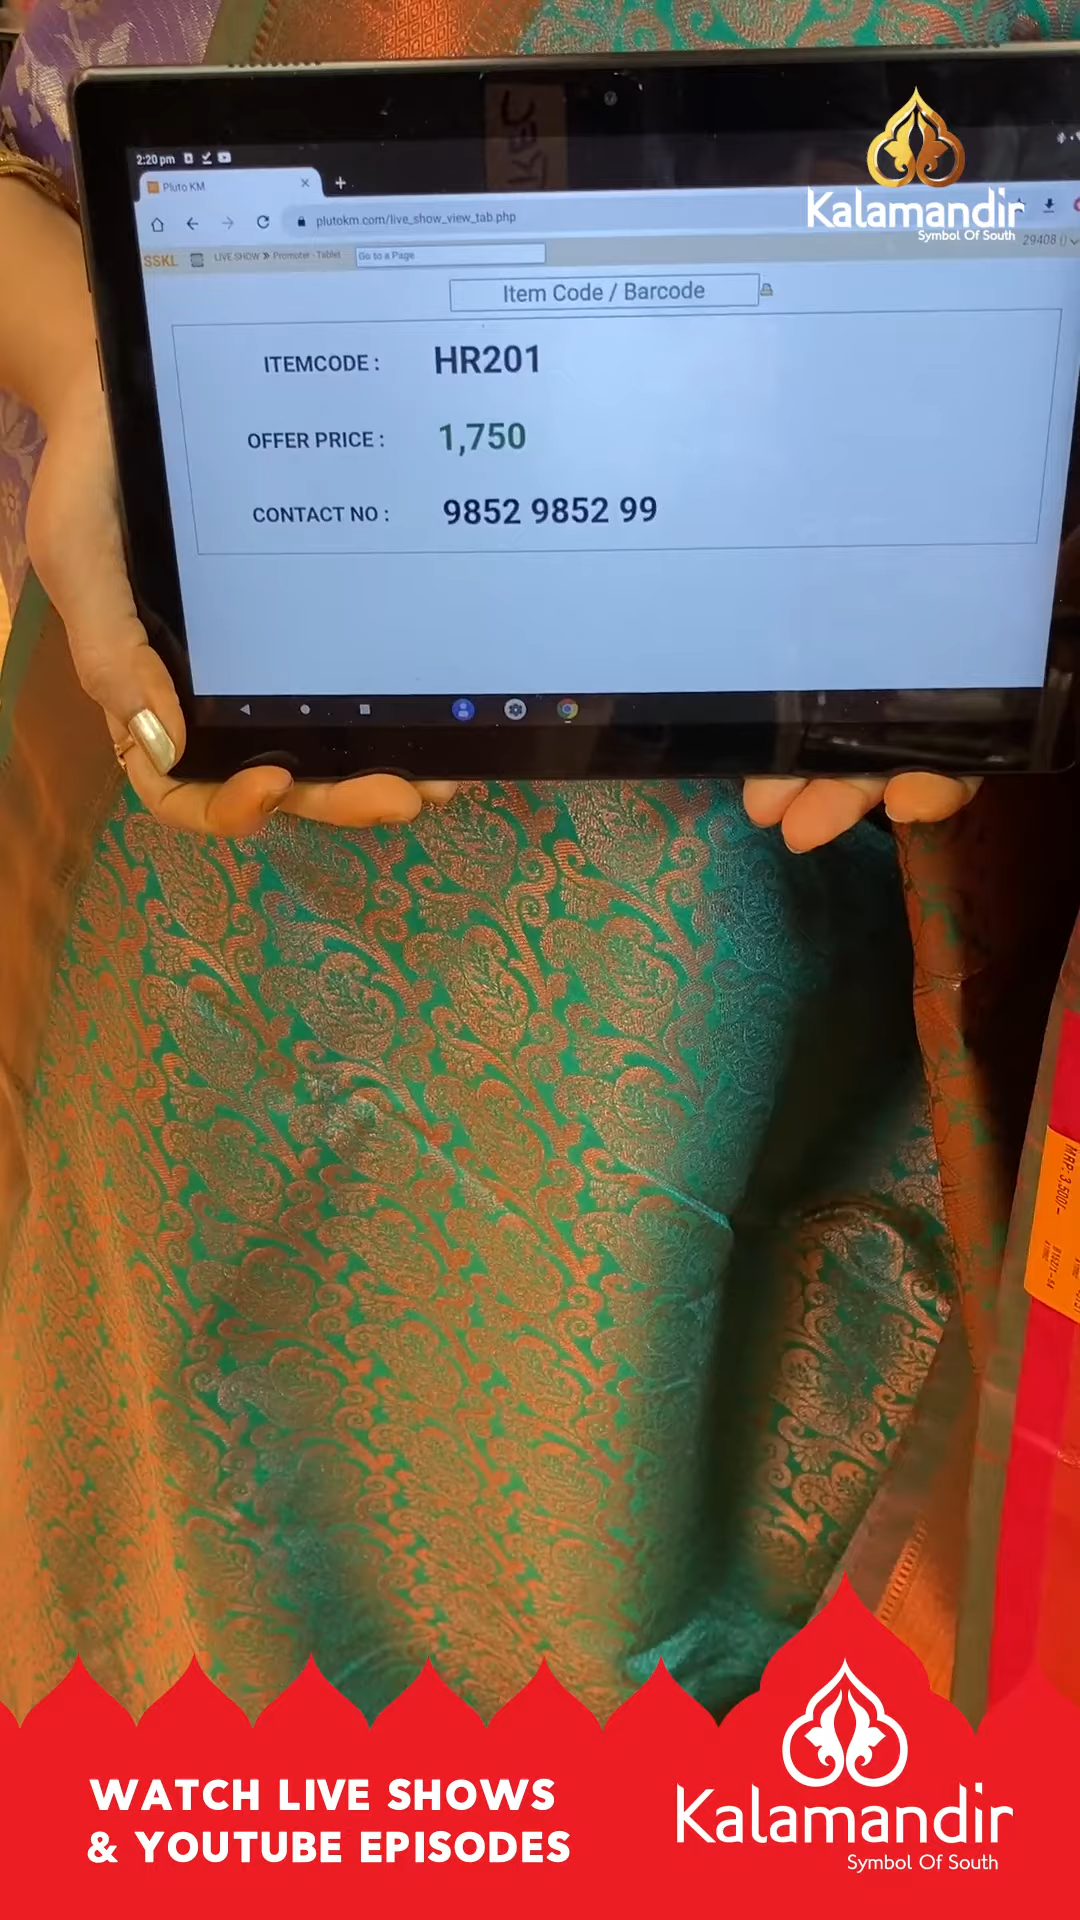 2:20 pm
Pluto KM
plutokm.com/live_show_view_tab.php
Kalamandir
Symbol Of South
29408 ()
SSKL
LIVE SHOW » Promoter - Tablet
Go to a Page
Item Code / Barcode
ITEMCODE : HR201
OFFER PRICE : 1,750
CONTACT NO : 9852 9852 99
MRP: 3,500/-
WATCH LIVE SHOWS
& YOUTUBE EPISODES
Kalamandir
Symbol Of South